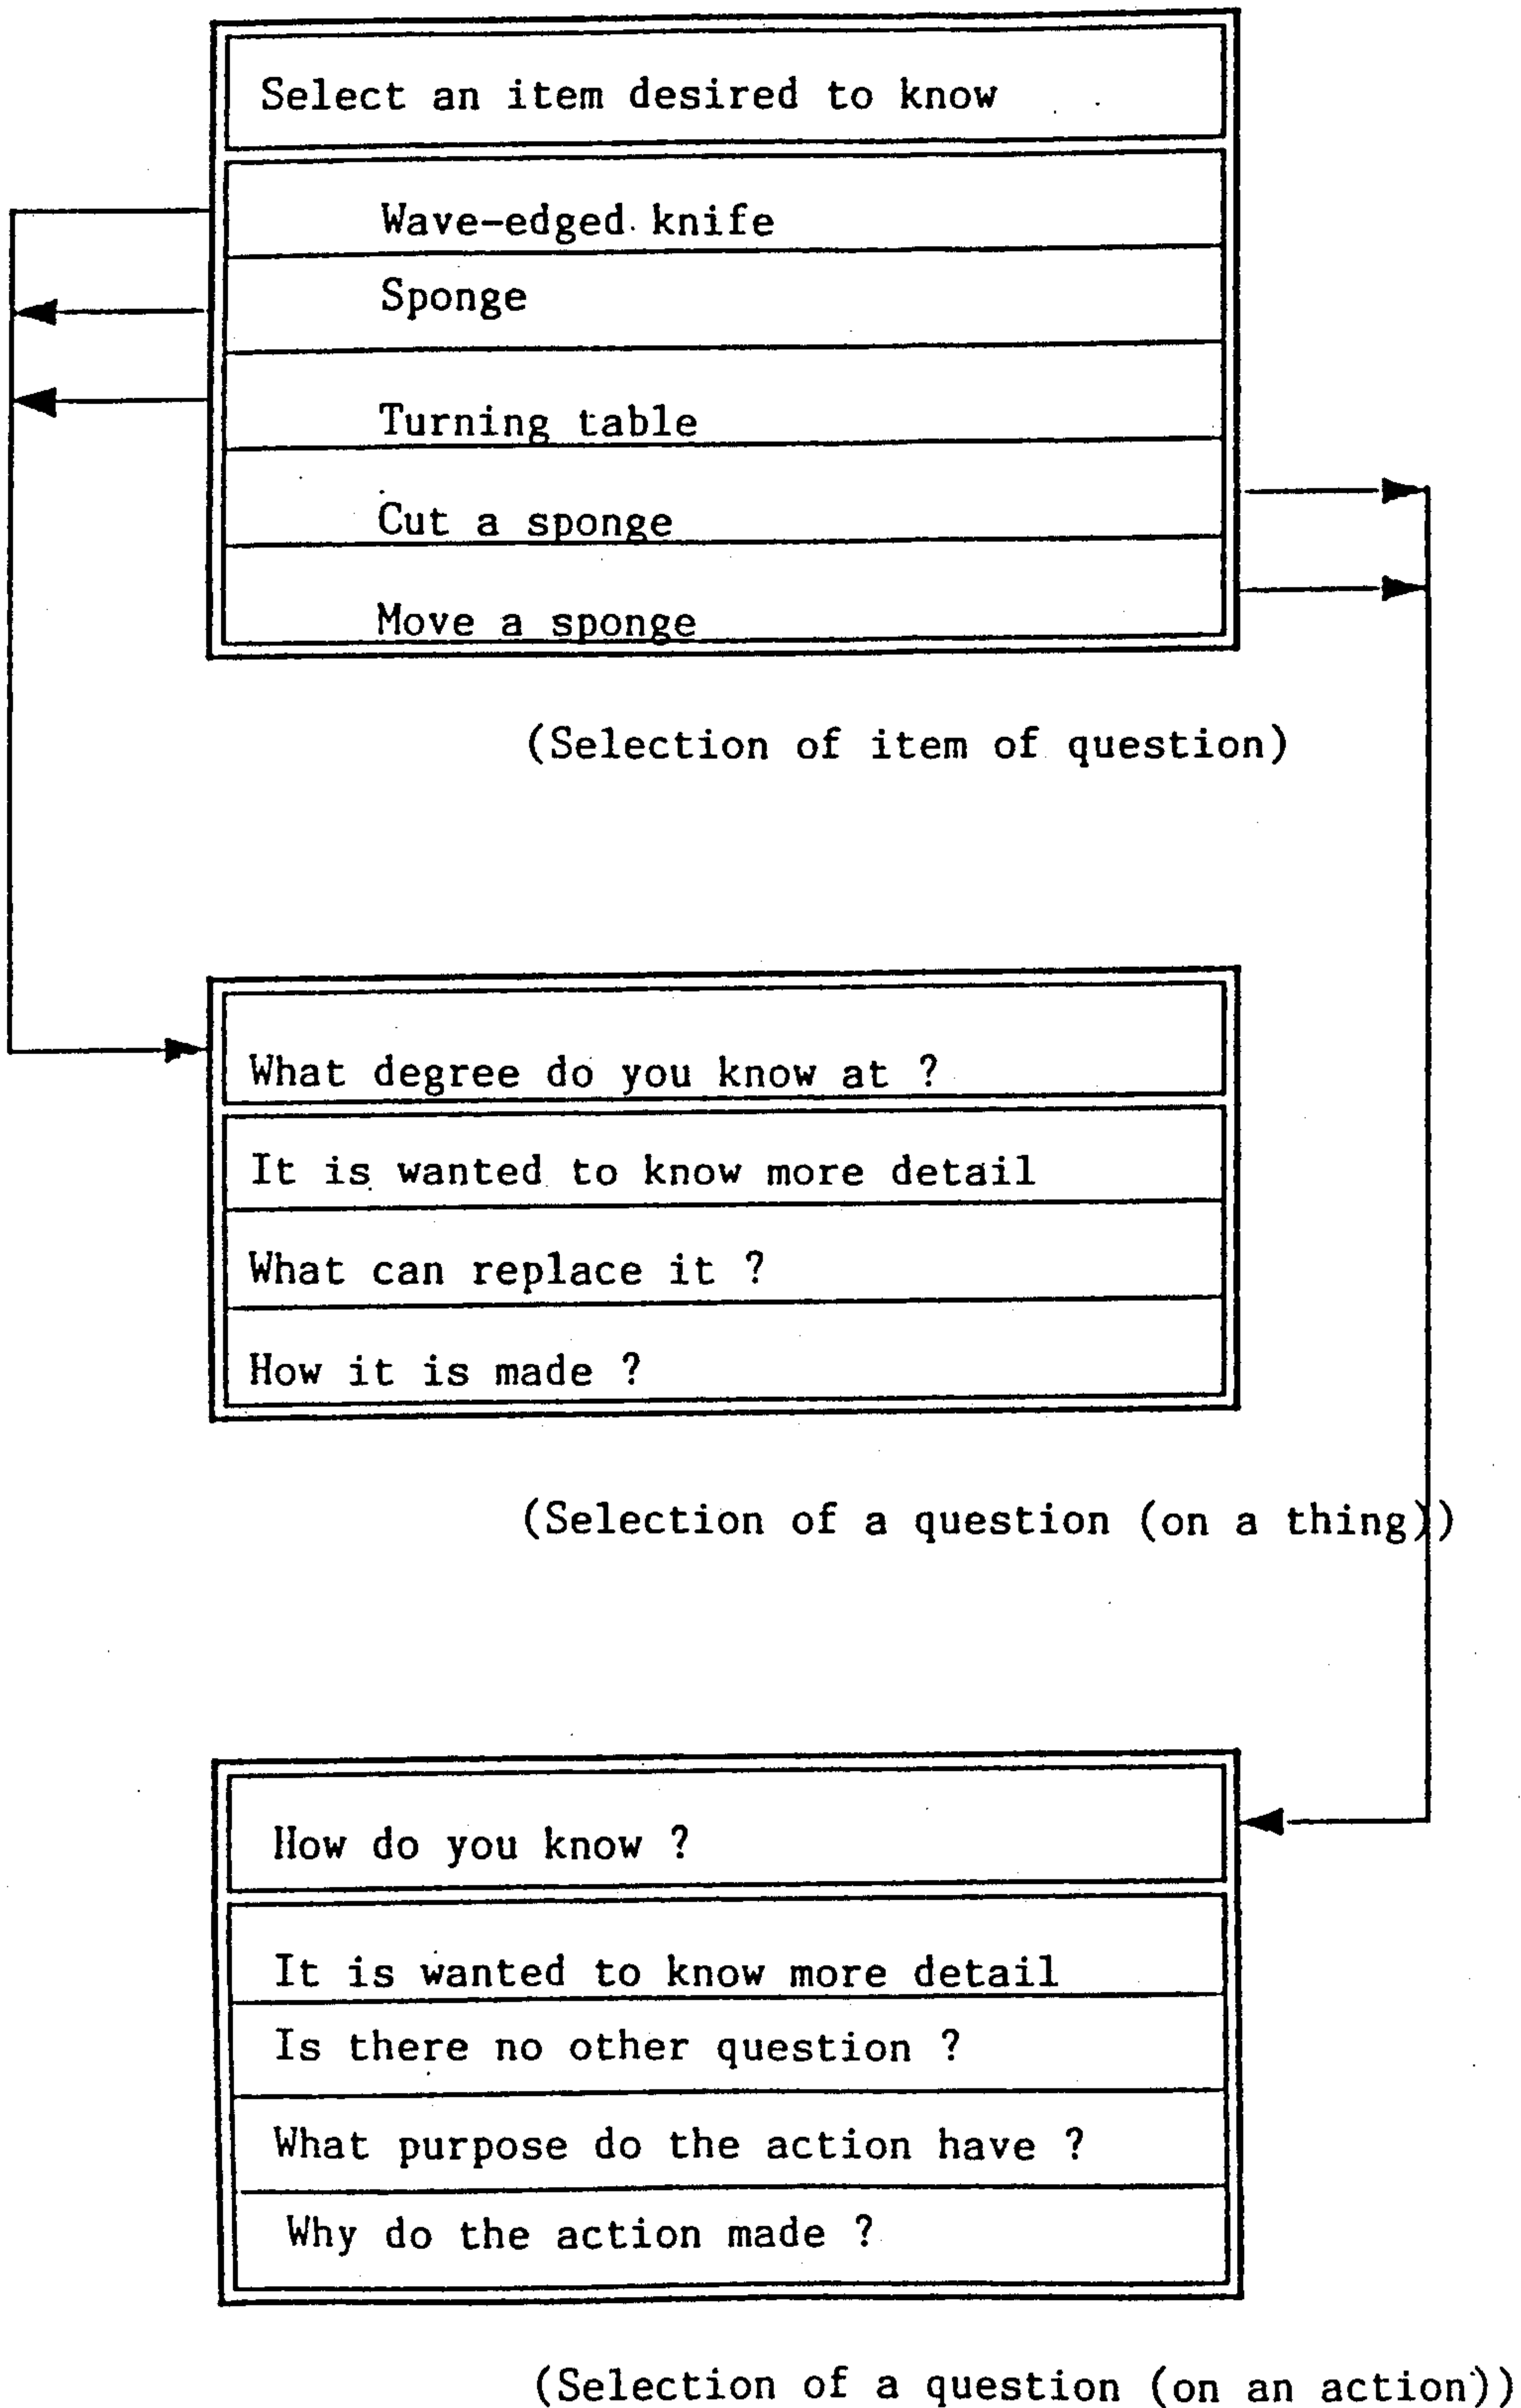 Select an item desired to know
Wave-edged knife
Sponge
Turning table
Cut a sponge
Move a sponge
(Selection of item of question)
What degree do you know at ?
It is wanted to know more detail
What can replace it ?
How it is made ?
(Selection of a question (on a thing))
How do you know ?
It is wanted to know more detail
Is there no other question ?
What purpose do the action have ?
Why do the action made ?
(Selection of a question (on an action))